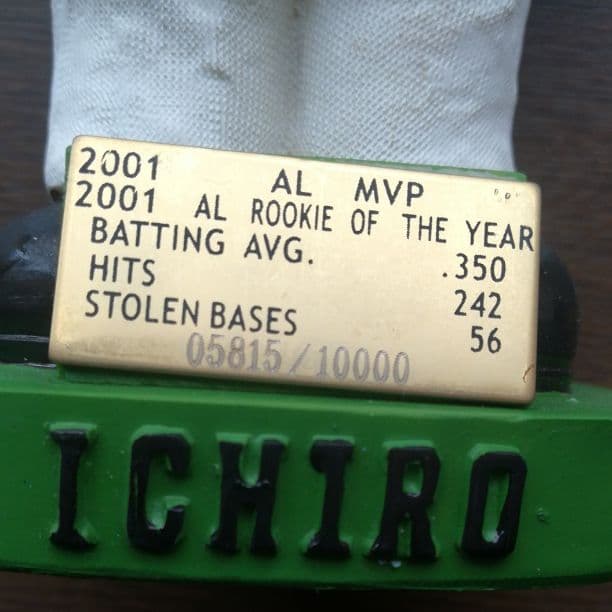 2001 AL MVP
2001 AL ROOKIE OF THE YEAR
BATTING AVG. .350
HITS 242
STOLEN BASES 56
05815/10000
ICHIRO